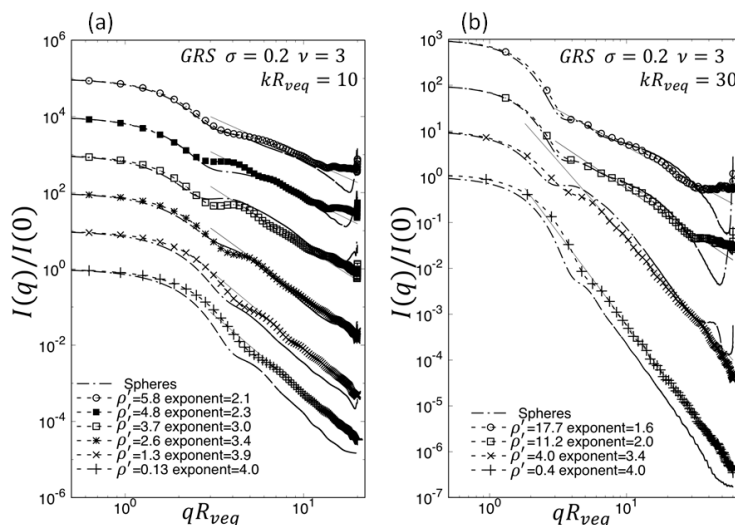 (a)
GRS σ = 0.2 ν = 3
kR_veq = 10
10^6
10^4
10^2
10^0
10^-2
10^-4
10^-6
I(q)/I(0)
Spheres
ρ'=5.8 exponent=2.1
ρ'=4.8 exponent=2.3
ρ'=3.7 exponent=3.0
ρ'=2.6 exponent=3.4
ρ'=1.3 exponent=3.9
ρ'=0.13 exponent=4.0
10^0
10^1
qR_veq
(b)
GRS σ = 0.2 ν = 3
kR_veq = 30
10^3
10^2
10^1
10^0
10^-1
10^-2
10^-3
10^-4
10^-5
10^-6
10^-7
I(q)/I(0)
Spheres
ρ'=17.7 exponent=1.6
ρ'=11.2 exponent=2.0
ρ'=4.0 exponent=3.4
ρ'=0.4 exponent=4.0
10^0
10^1
qR_veq